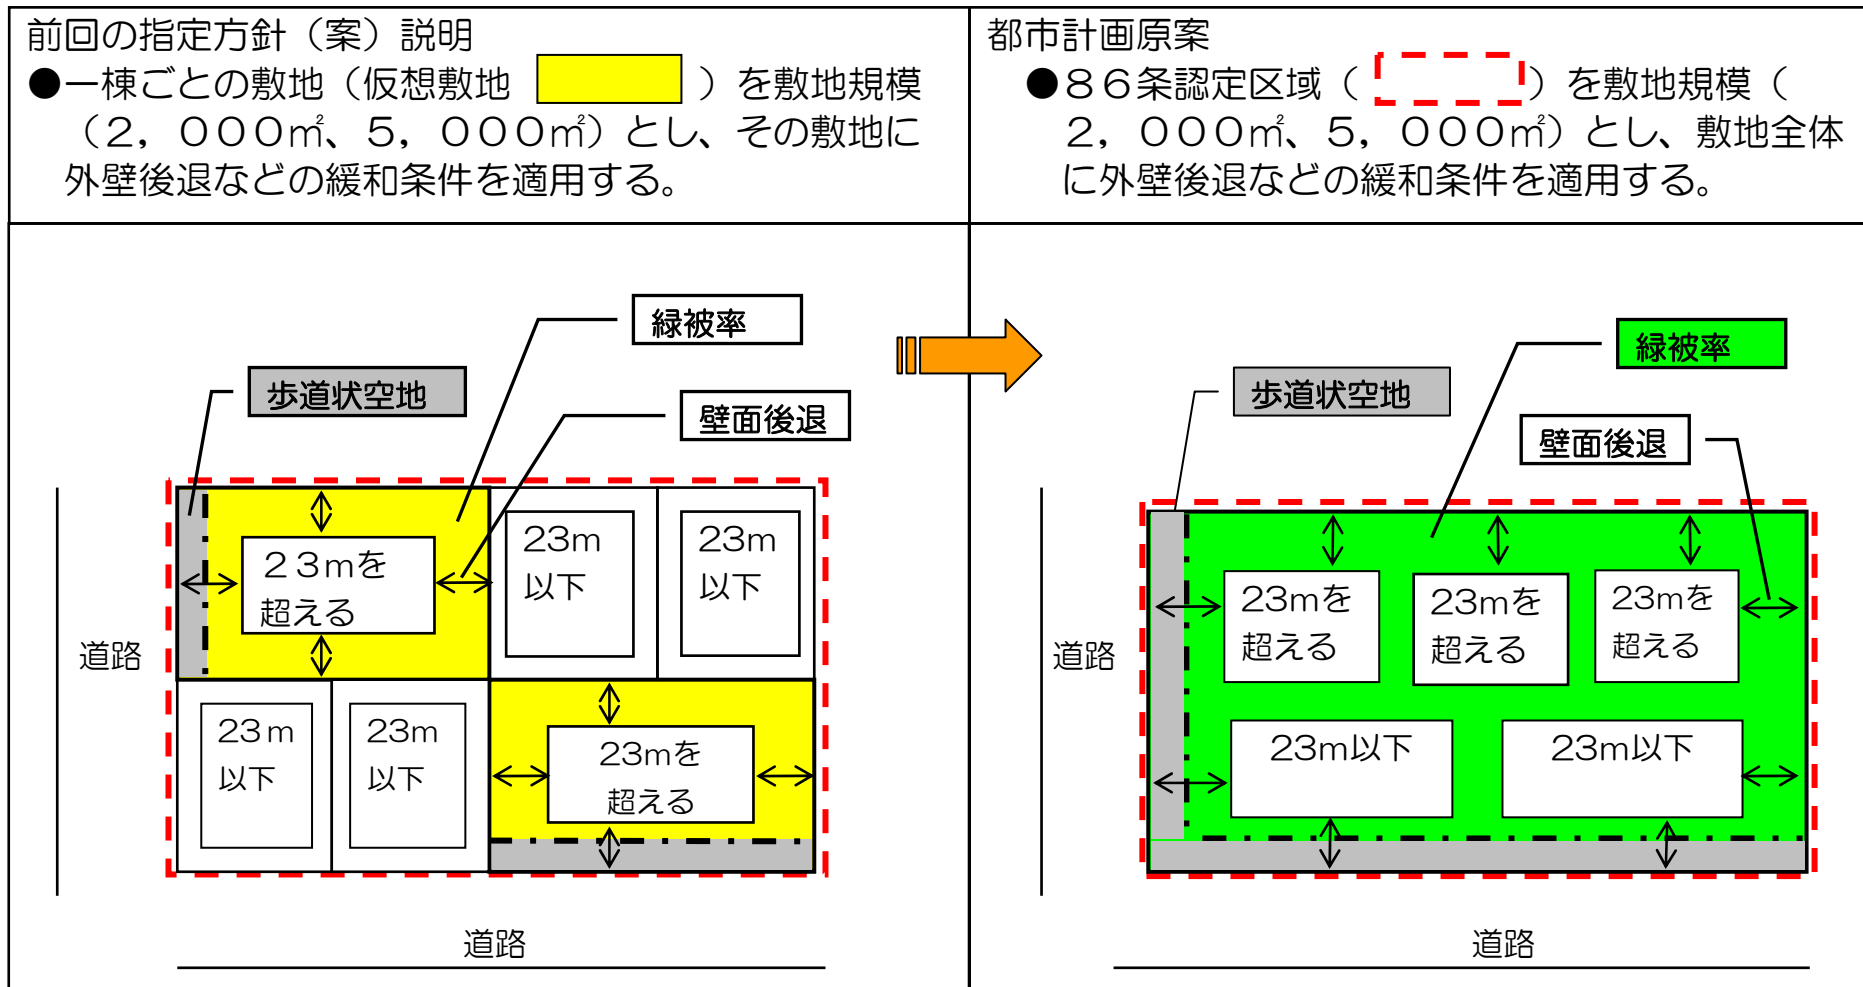 前回の指定方針（案）説明
●一棟ごとの敷地（仮想敷地　　　）を敷地規模
（２，０００㎡、５，０００㎡）とし、その敷地に
外壁後退などの緩和条件を適用する。
都市計画原案
●８６条認定区域（　　　）を敷地規模（
２，０００㎡、５，０００㎡）とし、敷地全体
に外壁後退などの緩和条件を適用する。
緑被率
歩道状空地
壁面後退
２３ｍを
超える
23m
以下
23m
以下
道路
23ｍ
以下
23m
以下
23mを
超える
道路
緑被率
歩道状空地
壁面後退
23mを
超える
23mを
超える
23mを
超える
道路
23m以下
23m以下
道路